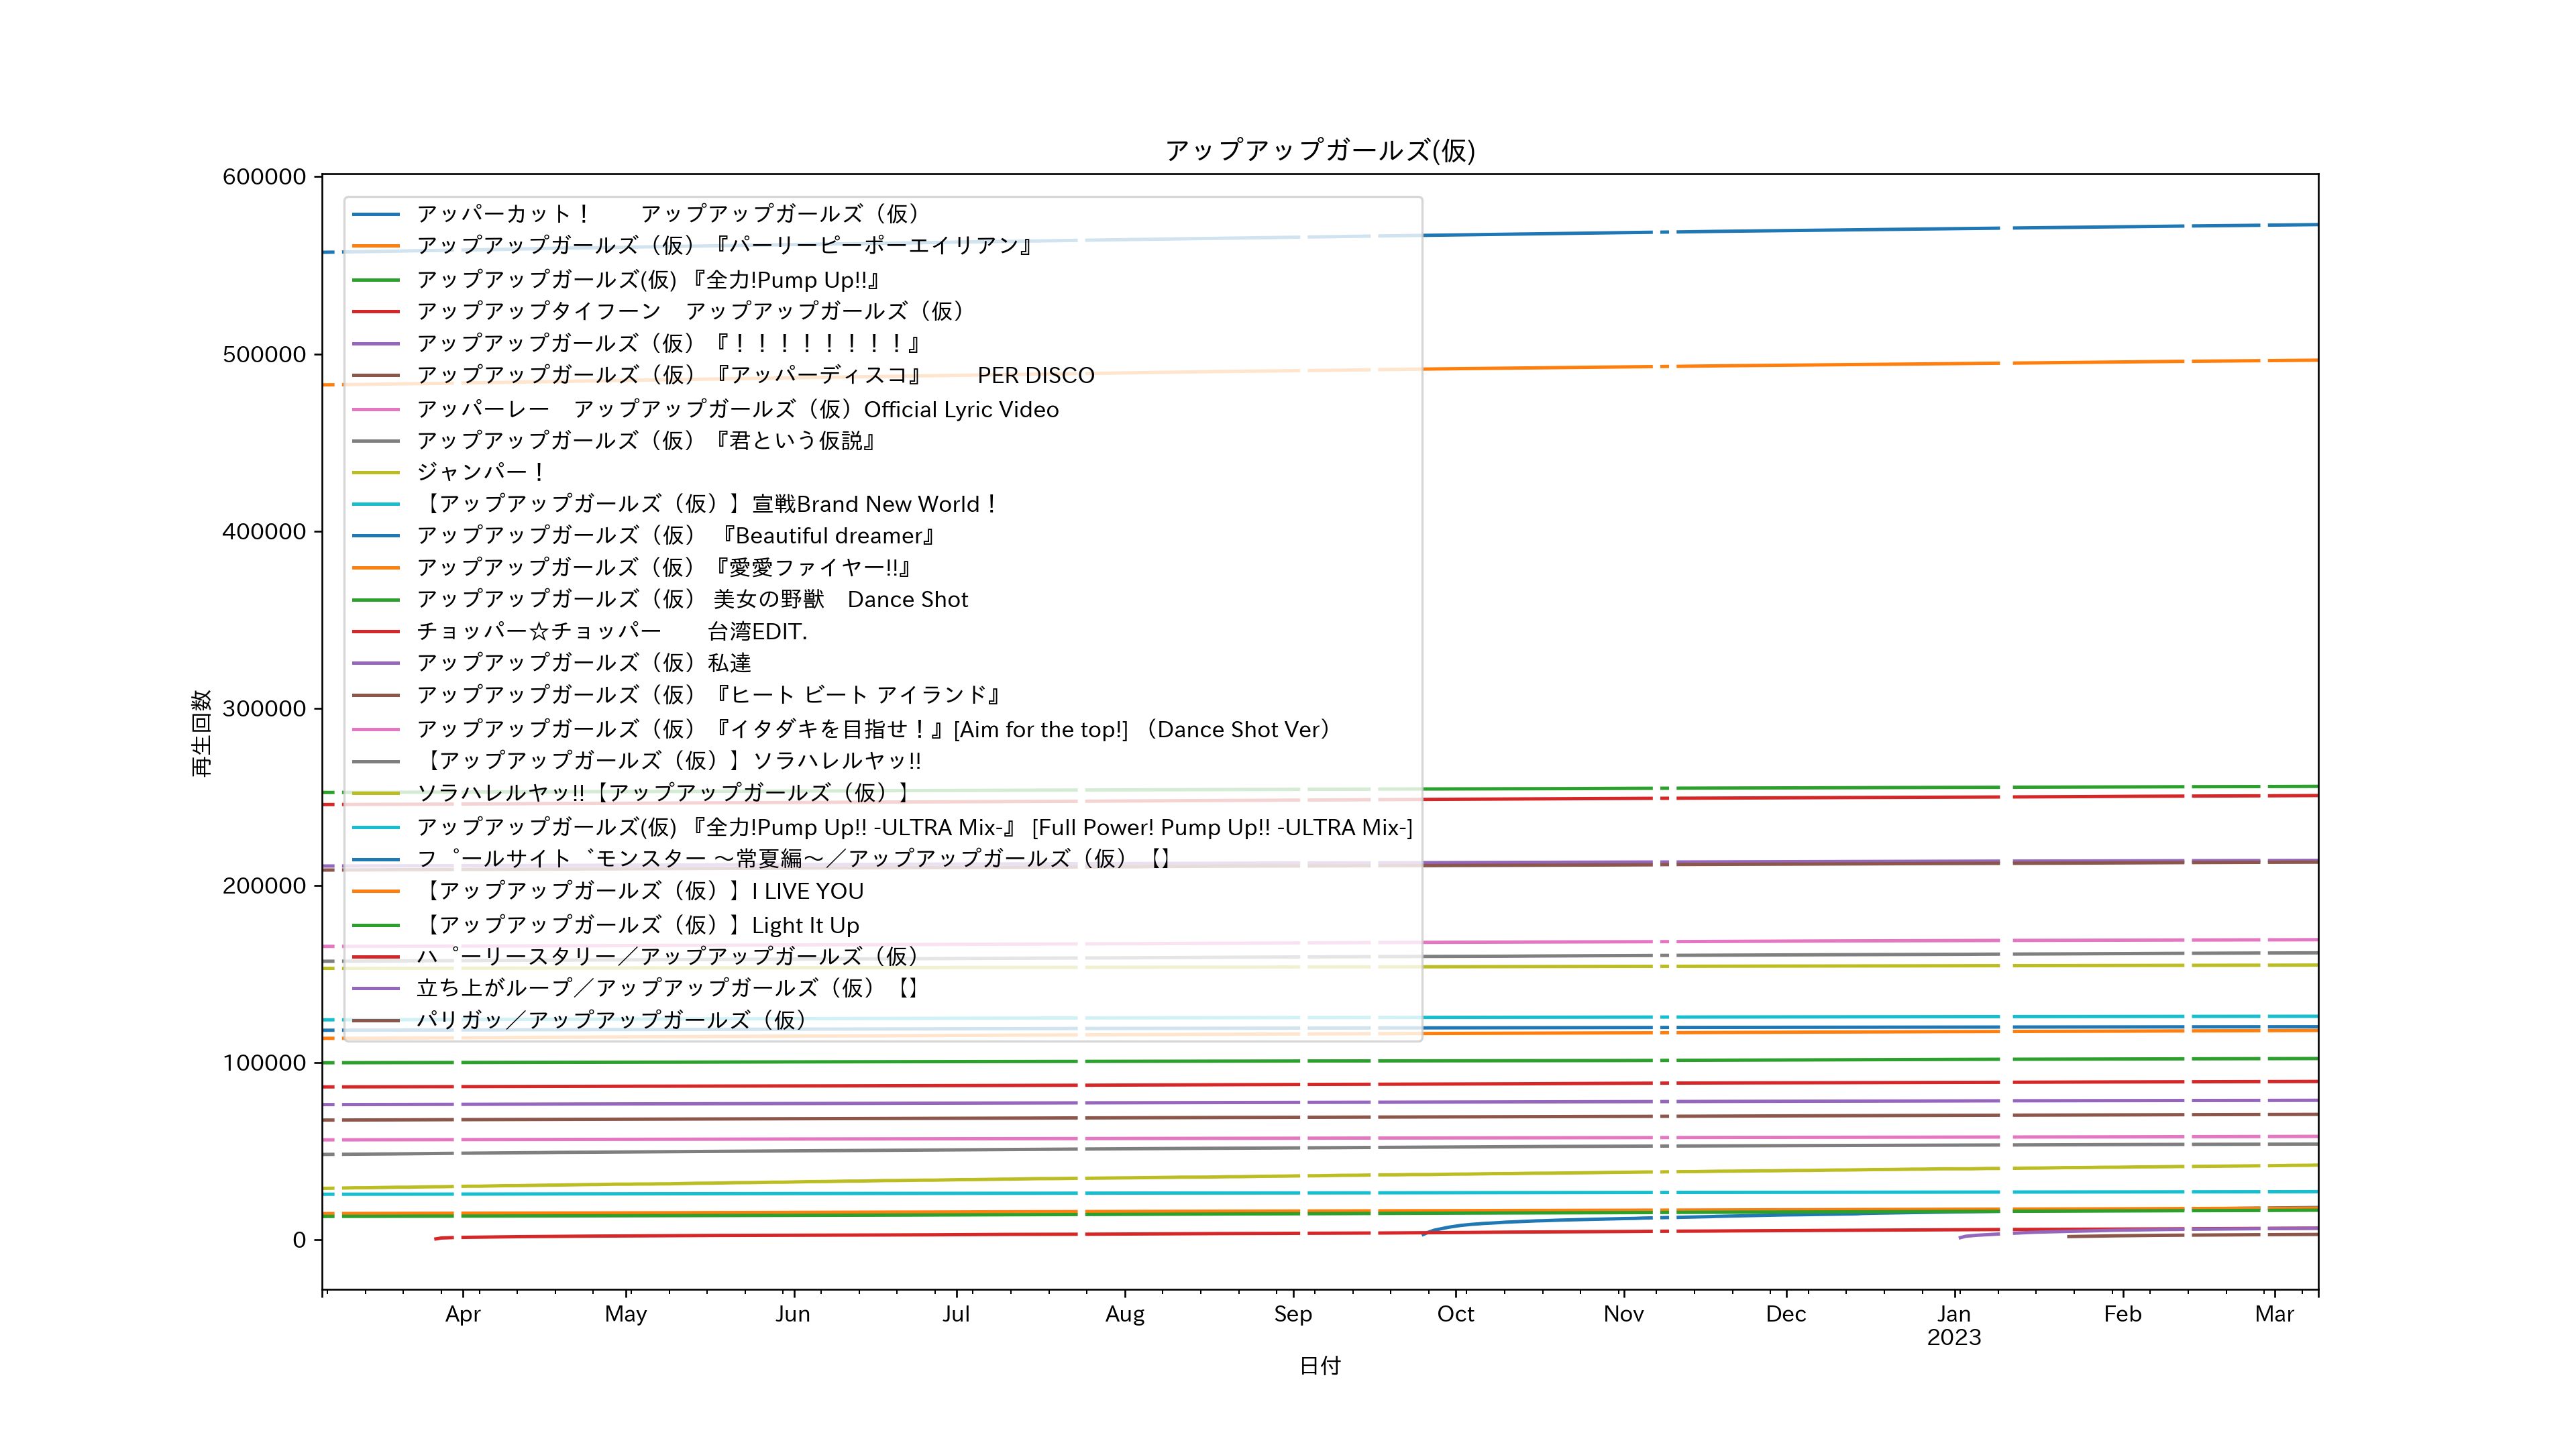 アップアップガールズ(仮)
600000
500000
400000
300000
200000
100000
0
再生回数
アッパーカット！　　アップアップガールズ（仮）
アップアップガールズ（仮）『パーリーピーポーエイリアン』
アップアップガールズ(仮) 『全力!Pump Up!!』
アップアップタイフーン　アップアップガールズ（仮）
アップアップガールズ（仮）『！！！！！！！！』
アップアップガールズ（仮）『アッパーディスコ』　　PER DISCO
アッパーレー　アップアップガールズ（仮）Official Lyric Video
アップアップガールズ（仮）『君という仮説』
ジャンパー！
【アップアップガールズ（仮）】宣戦Brand New World！
アップアップガールズ（仮） 『Beautiful dreamer』
アップアップガールズ（仮）『愛愛ファイヤー!!』
アップアップガールズ（仮） 美女の野獣　Dance Shot
チョッパー☆チョッパー　　台湾EDIT.
アップアップガールズ（仮）私達
アップアップガールズ（仮）『ヒート ビート アイランド』
アップアップガールズ（仮）『イタダキを目指せ！』[Aim for the top!] （Dance Shot Ver）
【アップアップガールズ（仮）】ソラハレルヤッ!!
ソラハレルヤッ!!【アップアップガールズ（仮）】
アップアップガールズ(仮) 『全力!Pump Up!! -ULTRA Mix-』 [Full Power! Pump Up!! -ULTRA Mix-]
フ゜ールサイト゛モンスター ～常夏編～／アップアップガールズ（仮）【】
【アップアップガールズ（仮）】I LIVE YOU
【アップアップガールズ（仮）】Light It Up
ハ゜ーリースタリー／アップアップガールズ（仮）
立ち上がループ／アップアップガールズ（仮）【】
パリガッ／アップアップガールズ（仮）
Apr May Jun Jul Aug Sep Oct Nov Dec Jan Feb Mar
2023
日付